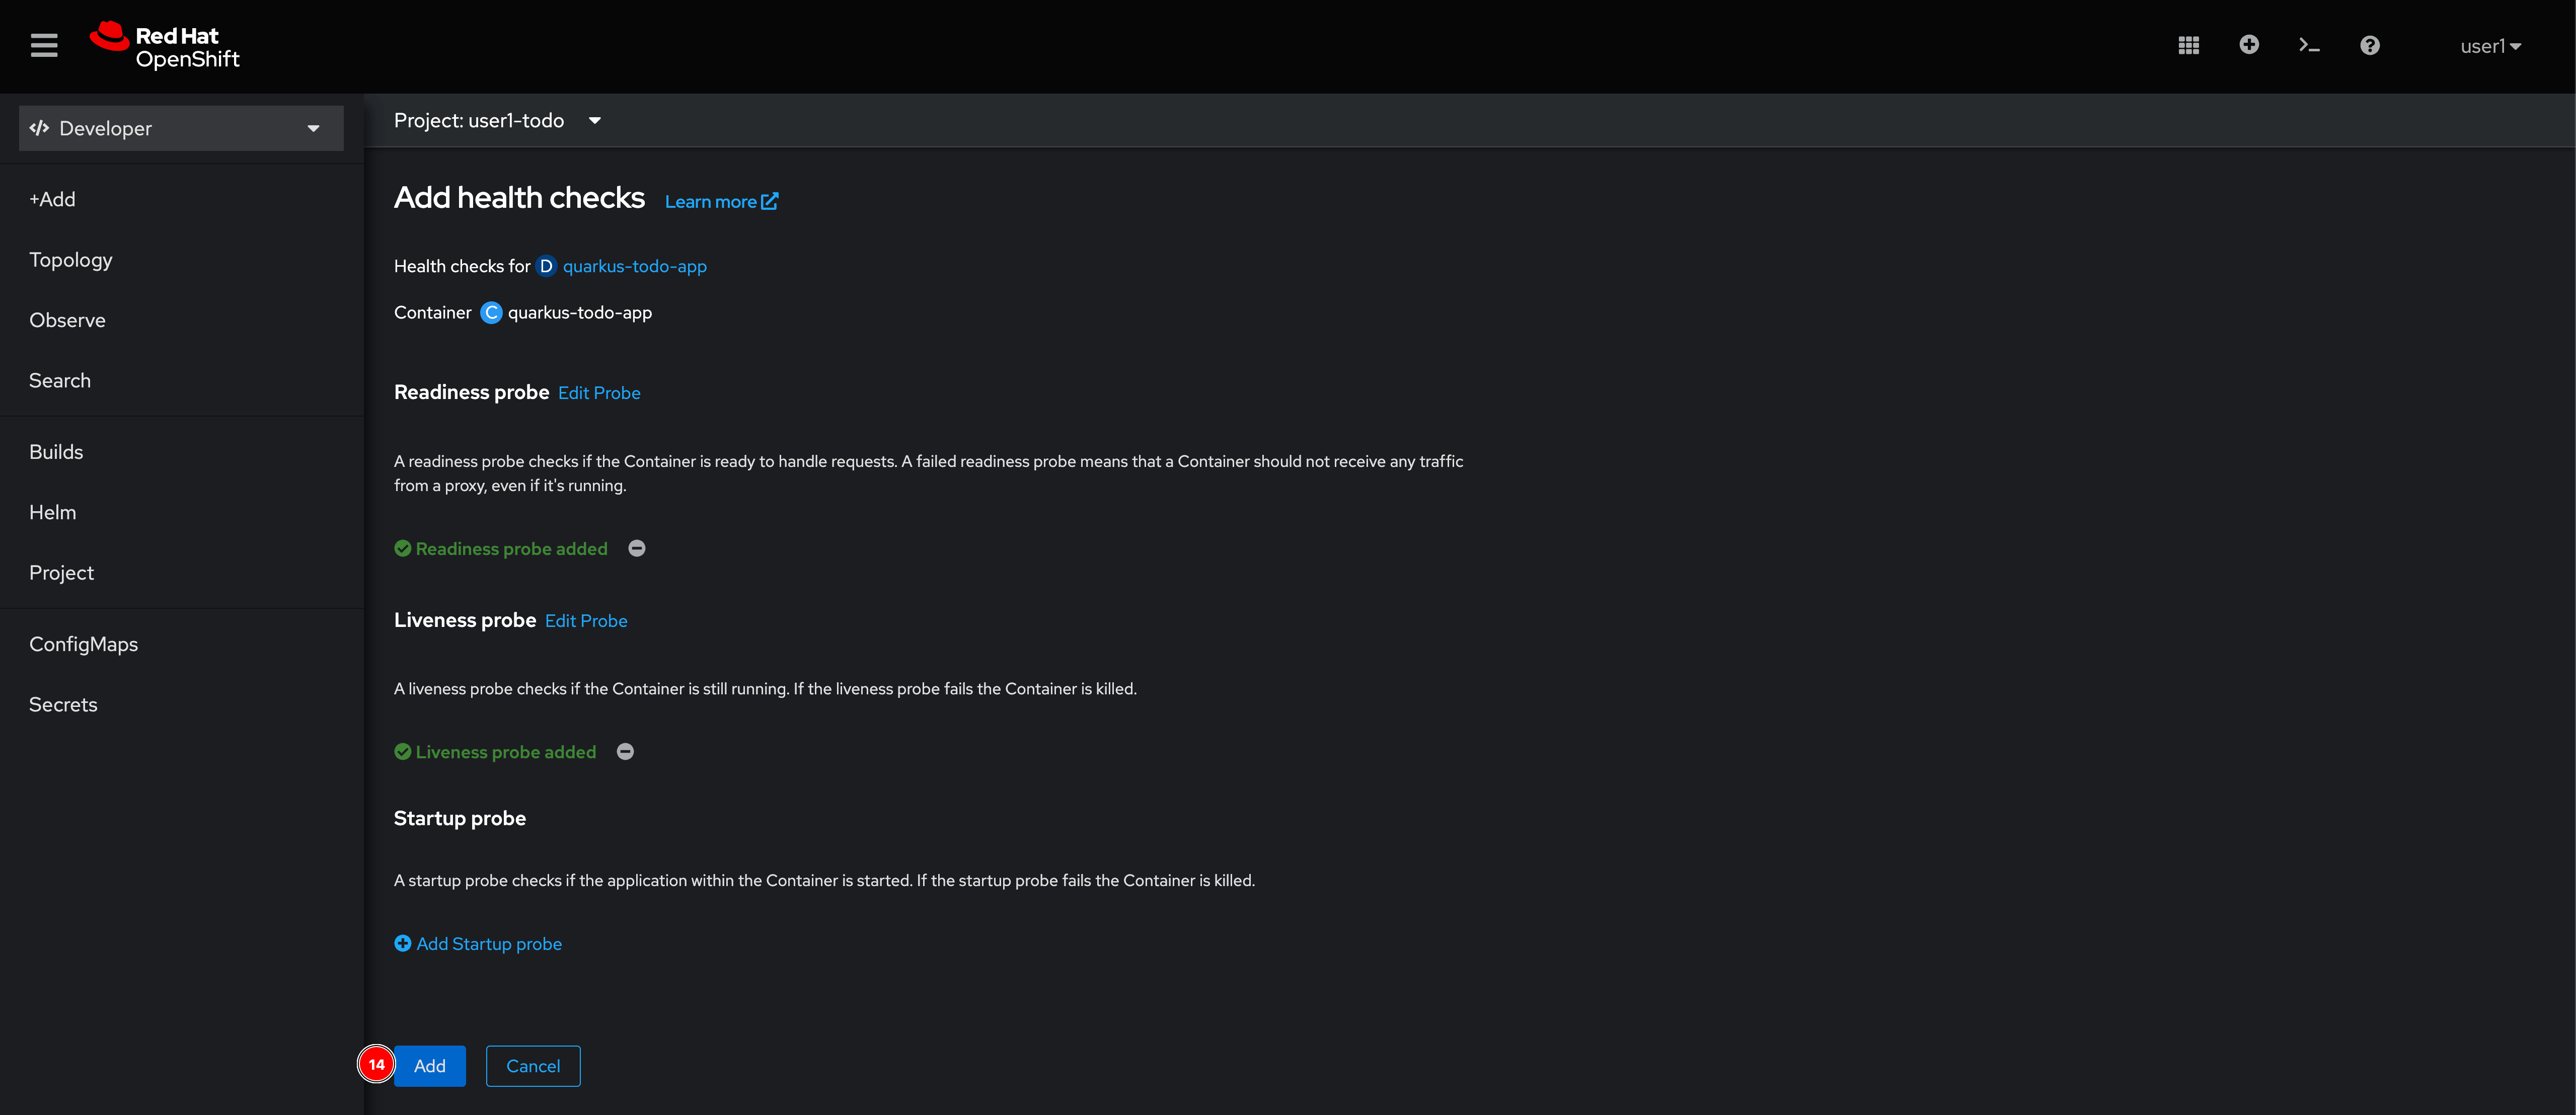 Red Hat
OpenShift
user1
Developer
Project: user1-todo
+Add
Topology
Observe
Search
Builds
Helm
Project
ConfigMaps
Secrets
Add health checks Learn more
Health checks for D quarkus-todo-app
Container C quarkus-todo-app
Readiness probe Edit Probe
A readiness probe checks if the Container is ready to handle requests. A failed readiness probe means that a Container should not receive any traffic
from a proxy, even if it's running.
Readiness probe added
Liveness probe Edit Probe
A liveness probe checks if the Container is still running. If the liveness probe fails the Container is killed.
Liveness probe added
Startup probe
A startup probe checks if the application within the Container is started. If the startup probe fails the Container is killed.
Add Startup probe
14 Add Cancel